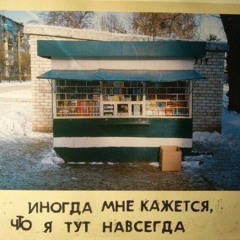 ИНОГДА МНЕ КАЖЕТСЯ,
ЧТО Я ТУТ НАВСЕГДА